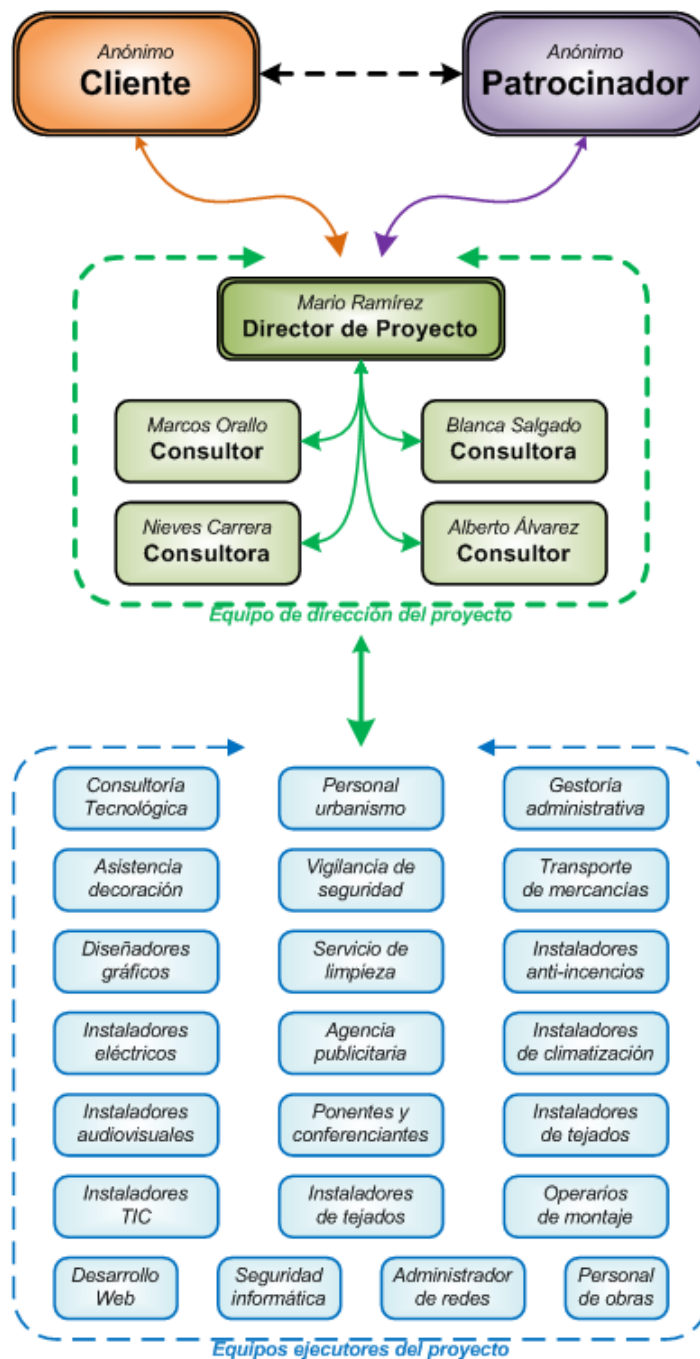 Anónimo
Cliente
Anónimo
Patrocinador
Mario Ramírez
Director de Proyecto
Marcos Orallo
Consultor
Blanca Salgado
Consultora
Nieves Carrera
Consultora
Alberto Álvarez
Consultor
Equipo de dirección del proyecto
Consultoría
Tecnológica
Personal
urbanismo
Gestoría
administrativa
Asistencia
decoración
Vigilancia de
seguridad
Transporte
de mercancías
Diseñadores
gráficos
Servicio de
limpieza
Instaladores
anti-incencios
Instaladores
eléctricos
Agencia
publicitaria
Instaladores
de climatización
Instaladores
audiovisuales
Ponentes y
conferenciantes
Instaladores
de tejados
Instaladores
TIC
Instaladores
de tejados
Operarios
de montaje
Desarrollo
Web
Seguridad
informática
Administrador
de redes
Personal
de obras
Equipos ejecutores del proyecto